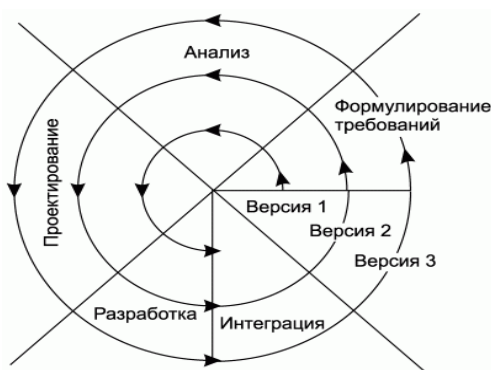 Анализ
Формулирование
требований
Проектирование
Версия 1
Версия 2
Версия 3
Разработка
Интеграция